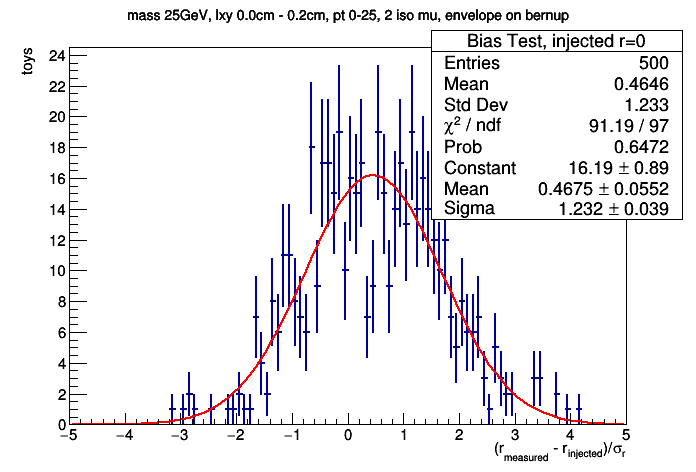 mass 25GeV, lxy 0.0cm - 0.2cm, pt 0-25, 2 iso mu, envelope on bernup
Bias Test, injected r=0
Entries 500
Mean 0.4646
Std Dev 1.233
χ² / ndf 91.19 / 97
Prob 0.6472
Constant 16.19 ± 0.89
Mean 0.4675 ± 0.0552
Sigma 1.232 ± 0.039
toys
24
22
20
18
16
14
12
10
8
6
4
2
0
−5 −4 −3 −2 −1 0 1 2 3 4 5
(r_measured - r_injected)/σ_r